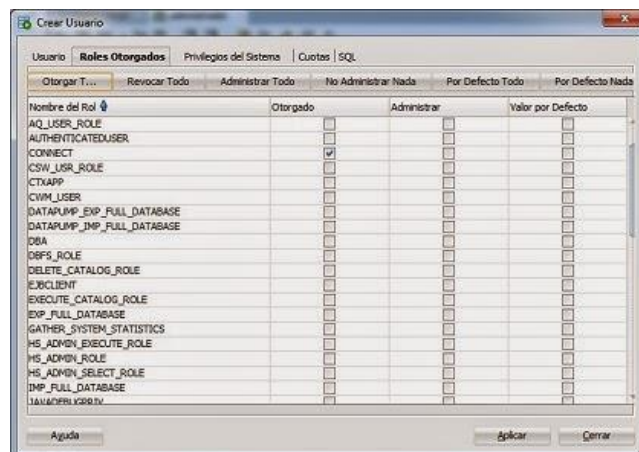 Crear Usuario
Usuario Roles Otorgados Privilegios del Sistema Cuotas SQL
Otorgar T... Revocar Todo Administrar Todo No Administrar Nada Por Defecto Todo Por Defecto Nada
Nombre del Rol Otorgado Administrar Valor por Defecto
AQ_USER_ROLE
AUTHENTICATEDUSER
CONNECT
CSW_USR_ROLE
CTXAPP
CWM_USER
DATAPUMP_EXP_FULL_DATABASE
DATAPUMP_IMP_FULL_DATABASE
DBA
DBFS_ROLE
DELETE_CATALOG_ROLE
EJBCLIENT
EXECUTE_CATALOG_ROLE
EXP_FULL_DATABASE
GATHER_SYSTEM_STATISTICS
HS_ADMIN_EXECUTE_ROLE
HS_ADMIN_ROLE
HS_ADMIN_SELECT_ROLE
IMP_FULL_DATABASE
JAVADEBUGPRIV
Ayuda Aplicar Cerrar